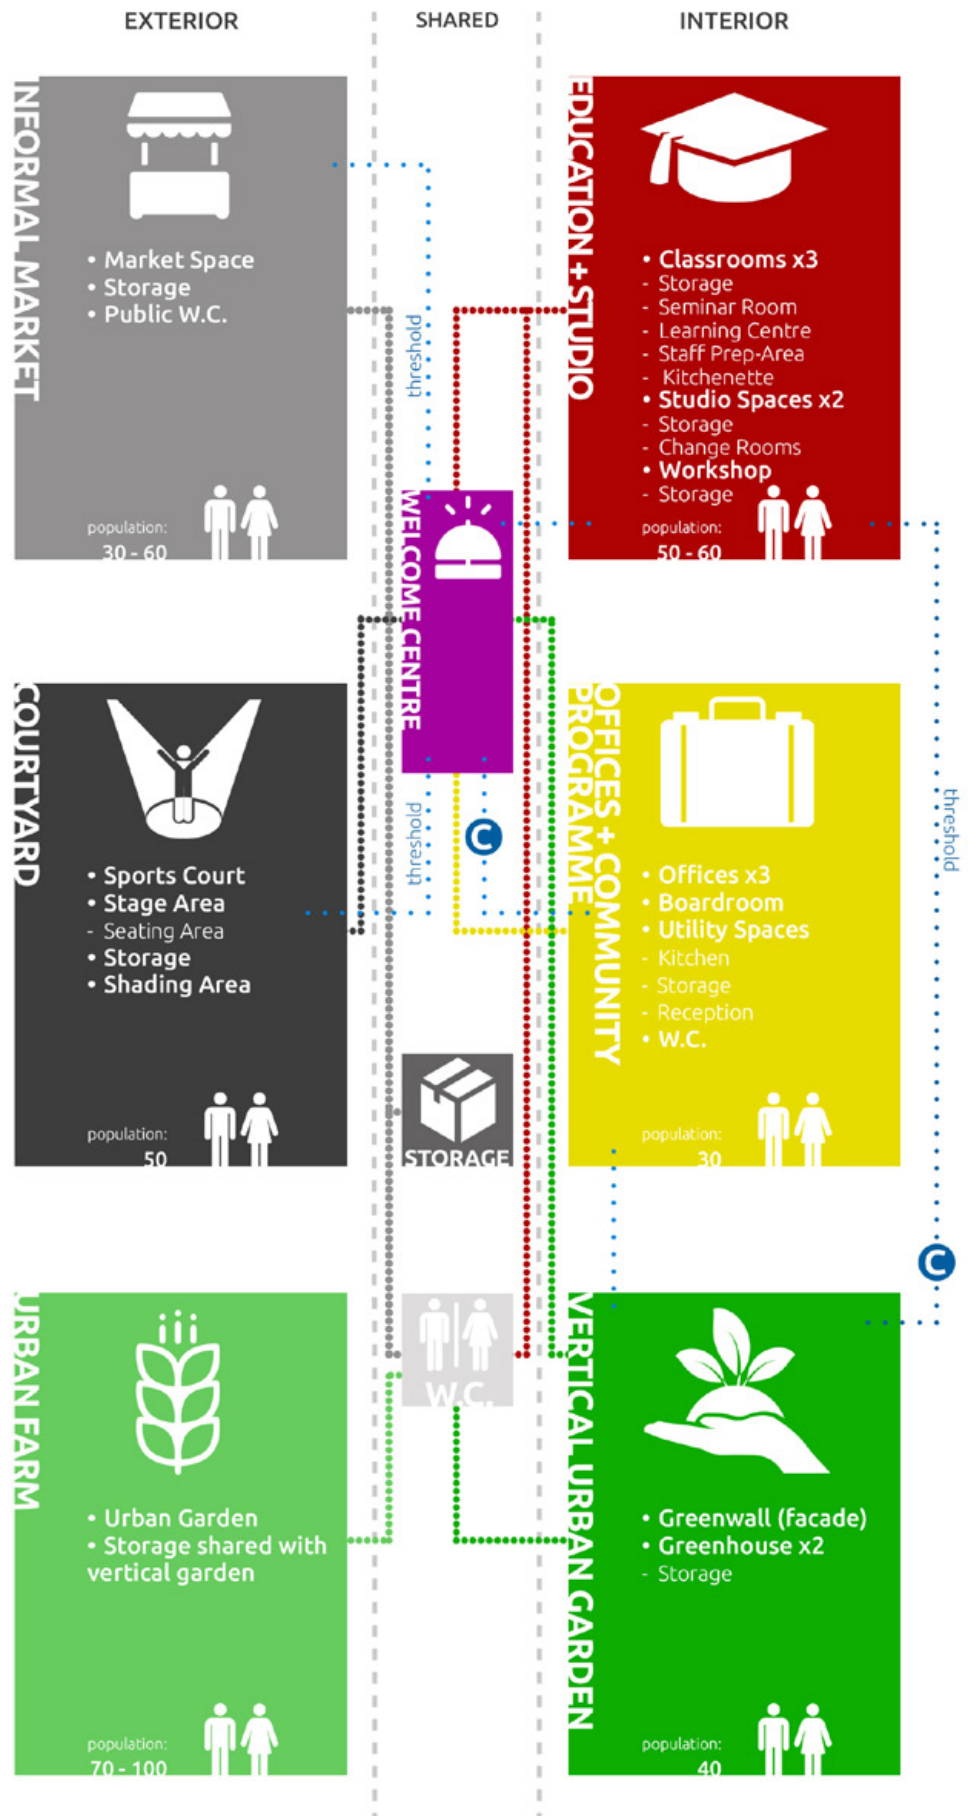 EXTERIOR
SHARED
INTERIOR
INFORMAL MARKET
• Market Space
• Storage
• Public W.C.
population:
30 - 60
threshold
EDUCATION + STUDIO
• Classrooms x3
- Storage
- Seminar Room
- Learning Centre
- Staff Prep-Area
- Kitchenette
• Studio Spaces x2
- Storage
- Change Rooms
• Workshop
- Storage
population:
50 - 60
WELCOME CENTRE
COURTYARD
• Sports Court
• Stage Area
- Seating Area
• Storage
• Shading Area
population:
50
threshold
C
OFFICES + COMMUNITY
PROGRAMME
• Offices x3
• Boardroom
• Utility Spaces
- Kitchen
- Storage
- Reception
• W.C.
population:
30
threshold
C
STORAGE
W.C.
URBAN FARM
• Urban Garden
• Storage shared with
vertical garden
population:
70 - 100
VERTICAL URBAN GARDEN
• Greenwall (facade)
• Greenhouse x2
- Storage
population:
40